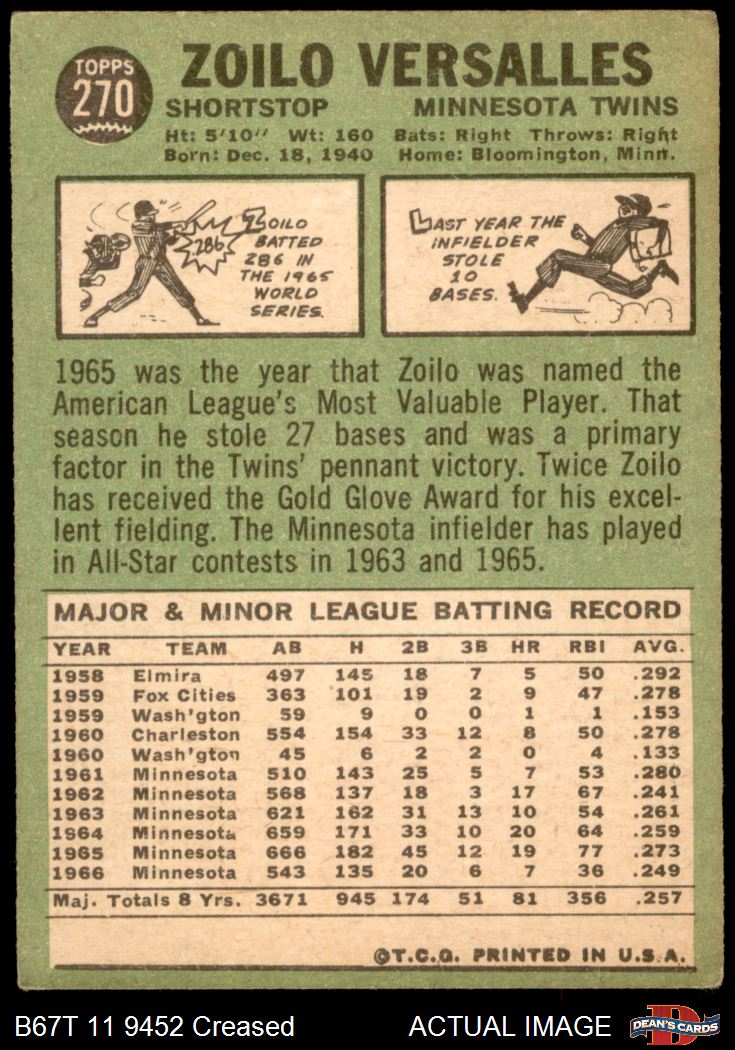 TOPPS
270
ZOILO VERSALLES
SHORTSTOP MINNESOTA TWINS
Ht: 5'10" Wt: 160 Bats: Right Throws: Right
Born: Dec. 18, 1940 Home: Bloomington, Minn.
286
ZOILO
BATTED
286 IN
THE 1965
WORLD
SERIES.
LAST YEAR THE
INFIELDER
STOLE
10
BASES.
1965 was the year that Zoilo was named the
American League's Most Valuable Player. That
season he stole 27 bases and was a primary
factor in the Twins' pennant victory. Twice Zoilo
has received the Gold Glove Award for his excel-
lent fielding. The Minnesota infielder has played
in All-Star contests in 1963 and 1965.
MAJOR & MINOR LEAGUE BATTING RECORD
YEAR TEAM AB H 2B 3B HR RBI AVG.
1958 Elmira 497 145 18 7 5 50 .292
1959 Fox Cities 363 101 19 2 9 47 .278
1959 Wash'gton 59 9 0 0 1 1 .153
1960 Charleston 554 154 33 12 8 50 .278
1960 Wash'gton 45 6 2 2 0 4 .133
1961 Minnesota 510 143 25 5 7 53 .280
1962 Minnesota 568 137 18 3 17 67 .241
1963 Minnesota 621 162 31 13 10 54 .261
1964 Minnesota 659 171 33 10 20 64 .259
1965 Minnesota 666 182 45 12 19 77 .273
1966 Minnesota 543 135 20 6 7 36 .249
Maj. Totals 8 Yrs. 3671 945 174 51 81 356 .257
©T.C.G. PRINTED IN U.S.A.
B67T 11 9452 Creased ACTUAL IMAGE
D
DEAN'S CARDS